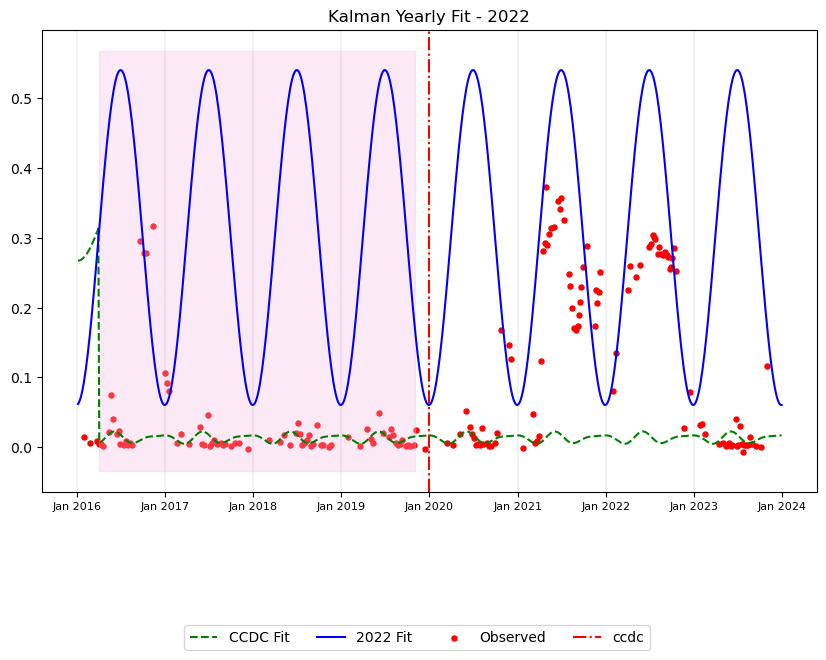 Kalman Yearly Fit - 2022
0.5
0.4
0.3
0.2
0.1
0.0
Jan 2016 Jan 2017 Jan 2018 Jan 2019 Jan 2020 Jan 2021 Jan 2022 Jan 2023 Jan 2024
CCDC Fit 2022 Fit Observed ccdc